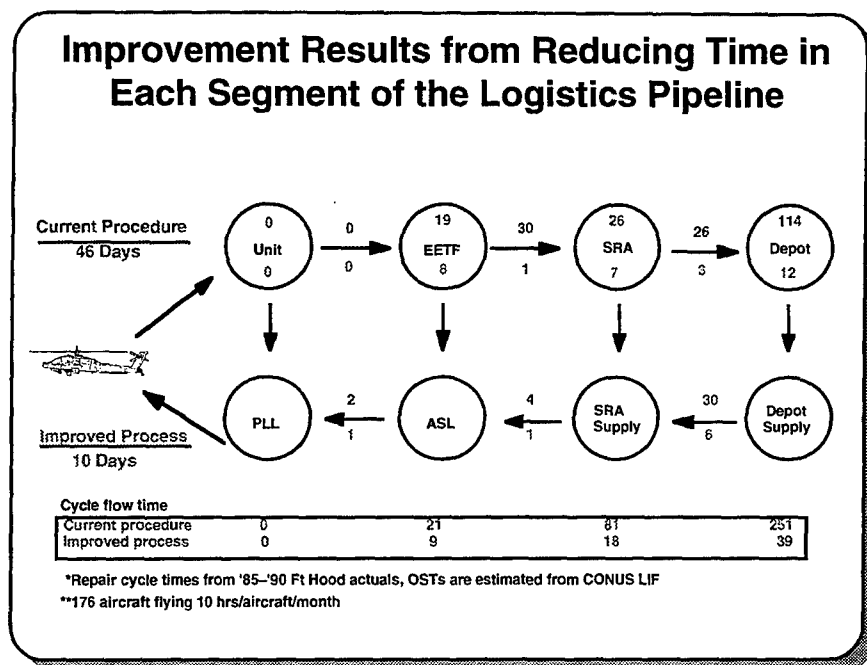 Improvement Results from Reducing Time in
Each Segment of the Logistics Pipeline
Current Procedure
46 Days
0
Unit
0
0
0
19
EETF
8
30
1
26
SRA
7
26
3
114
Depot
12
Improved Process
10 Days
PLL
2
1
ASL
4
1
SRA
Supply
30
6
Depot
Supply
Cycle flow time
Current procedure 0 21 81 251
Improved process 0 9 18 39
*Repair cycle times from '85–'90 Ft Hood actuals, OSTs are estimated from CONUS LIF
**176 aircraft flying 10 hrs/aircraft/month